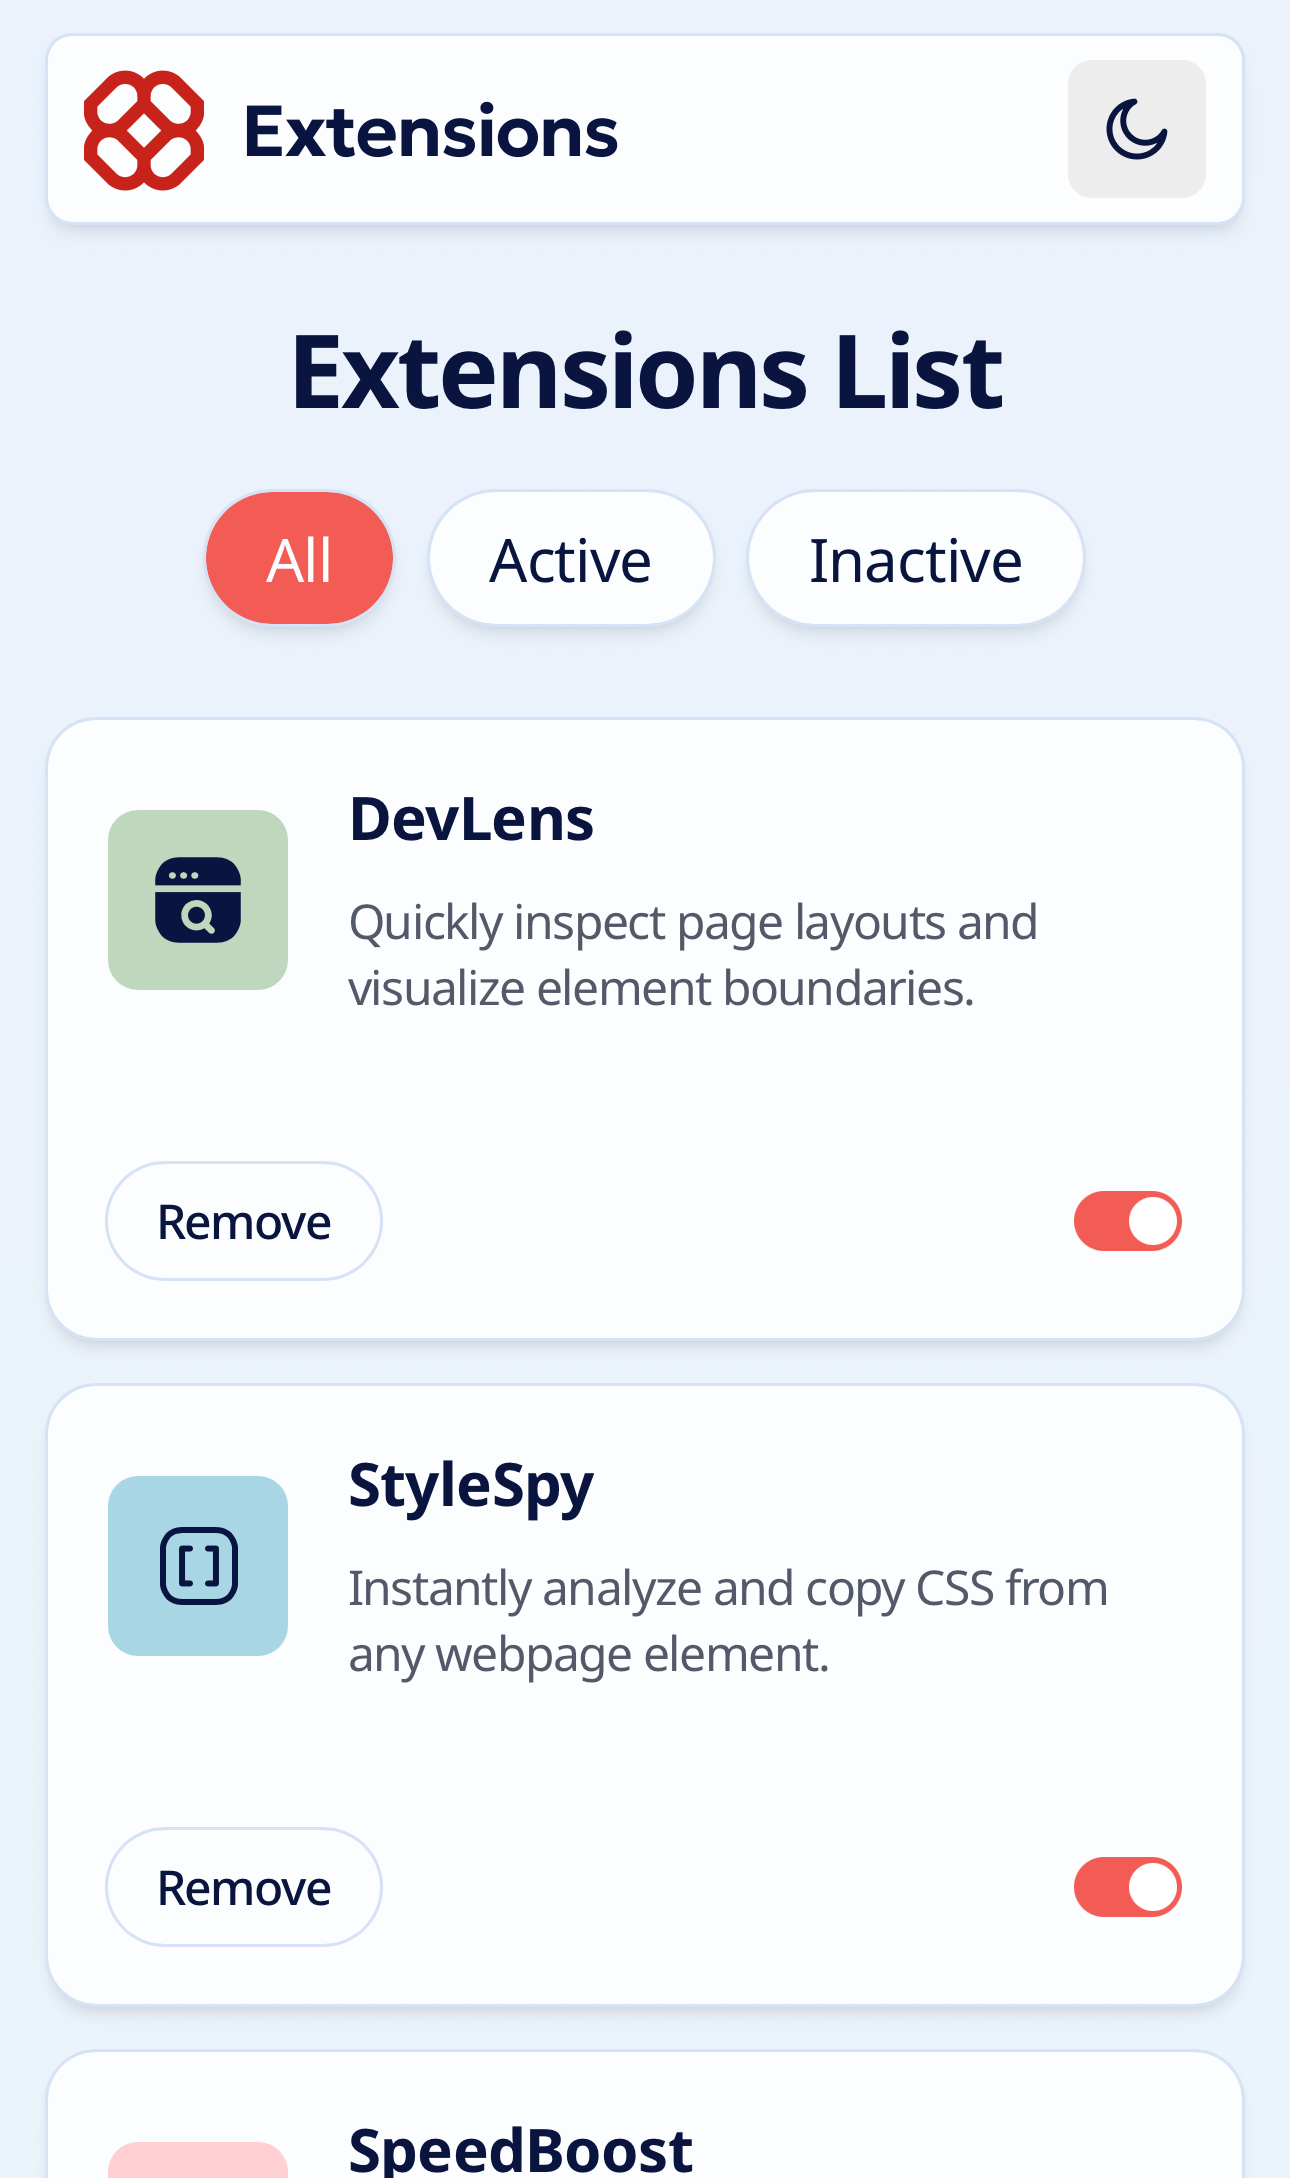 Extensions
Extensions List
All
Active
Inactive
DevLens
Quickly inspect page layouts and
visualize element boundaries.
Remove
StyleSpy
Instantly analyze and copy CSS from
any webpage element.
Remove
SpeedBoost